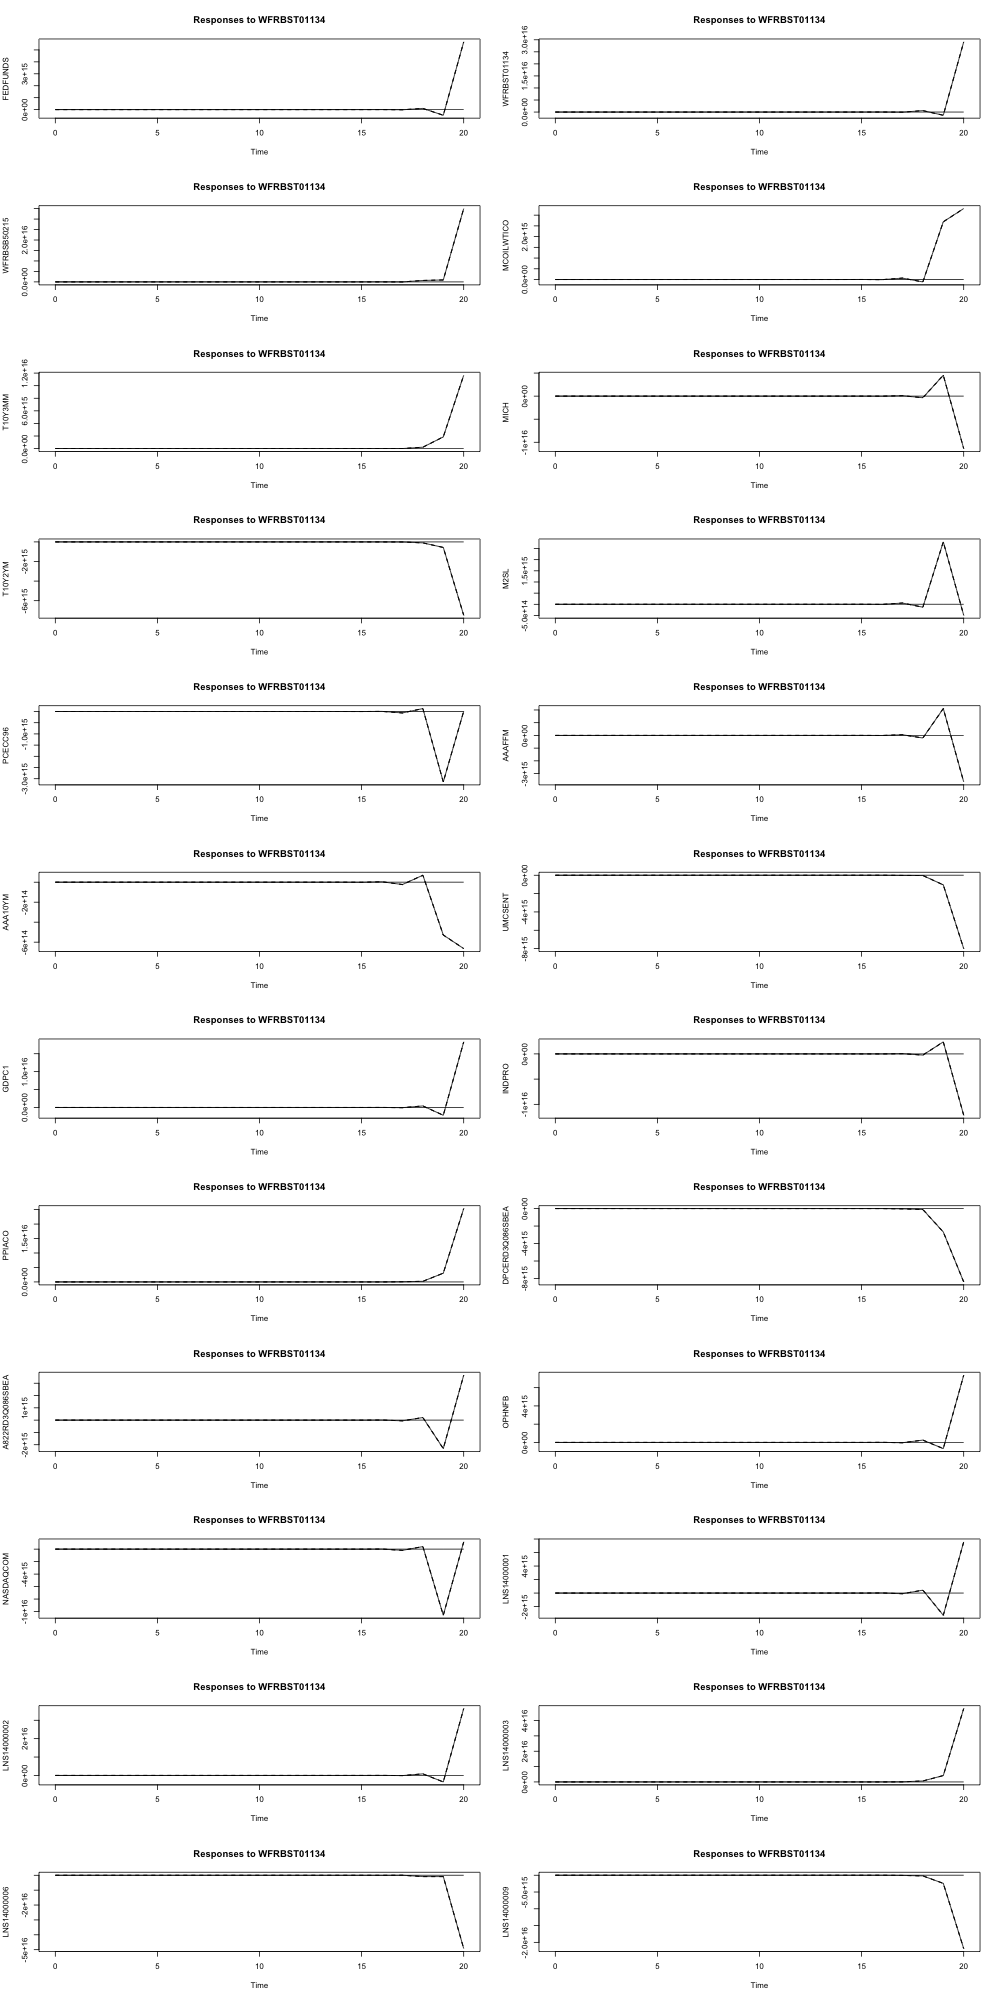 Responses to WFRBST01134
FEDFUNDS
0e+00 3e+15
0 5 10 15 20
Time
Responses to WFRBST01134
WFRBST01134
0.0e+00 1.5e+16 3.0e+16
0 5 10 15 20
Time
Responses to WFRBST01134
WFRBSB50215
0.0e+00 2.0e+16
0 5 10 15 20
Time
Responses to WFRBST01134
MCOILWTICO
0.0e+00 2.0e+15
0 5 10 15 20
Time
Responses to WFRBST01134
T10Y3MM
0.0e+00 6.0e+15 1.2e+16
0 5 10 15 20
Time
Responses to WFRBST01134
MICH
-1e+16 0e+00
0 5 10 15 20
Time
Responses to WFRBST01134
T10Y2YM
-6e+15 -2e+15
0 5 10 15 20
Time
Responses to WFRBST01134
M2SL
-5.0e+14 1.5e+15
0 5 10 15 20
Time
Responses to WFRBST01134
PCECC96
-3.0e+15 -1.0e+15
0 5 10 15 20
Time
Responses to WFRBST01134
AAAFFM
-3e+15 0e+00
0 5 10 15 20
Time
Responses to WFRBST01134
AAA10YM
-6e+14 -2e+14
0 5 10 15 20
Time
Responses to WFRBST01134
UMCSENT
-8e+15 -4e+15 0e+00
0 5 10 15 20
Time
Responses to WFRBST01134
GDPC1
0.0e+00 1.0e+16
0 5 10 15 20
Time
Responses to WFRBST01134
INDPRO
-1e+16 0e+00
0 5 10 15 20
Time
Responses to WFRBST01134
PPIACO
0.0e+00 1.5e+16
0 5 10 15 20
Time
Responses to WFRBST01134
DPCERD3Q086SBEA
-8e+15 -4e+15 0e+00
0 5 10 15 20
Time
Responses to WFRBST01134
A822RD3Q086SBEA
-2e+15 1e+15
0 5 10 15 20
Time
Responses to WFRBST01134
OPHNFB
0e+00 4e+15
0 5 10 15 20
Time
Responses to WFRBST01134
NASDAQCOM
-1e+16 -4e+15
0 5 10 15 20
Time
Responses to WFRBST01134
LNS14000001
-2e+15 4e+15
0 5 10 15 20
Time
Responses to WFRBST01134
LNS14000002
0e+00 2e+16
0 5 10 15 20
Time
Responses to WFRBST01134
LNS14000003
0e+00 2e+16 4e+16
0 5 10 15 20
Time
Responses to WFRBST01134
LNS14000006
-5e+16 -2e+16
0 5 10 15 20
Time
Responses to WFRBST01134
LNS14000009
-2.0e+16 -5.0e+15
0 5 10 15 20
Time